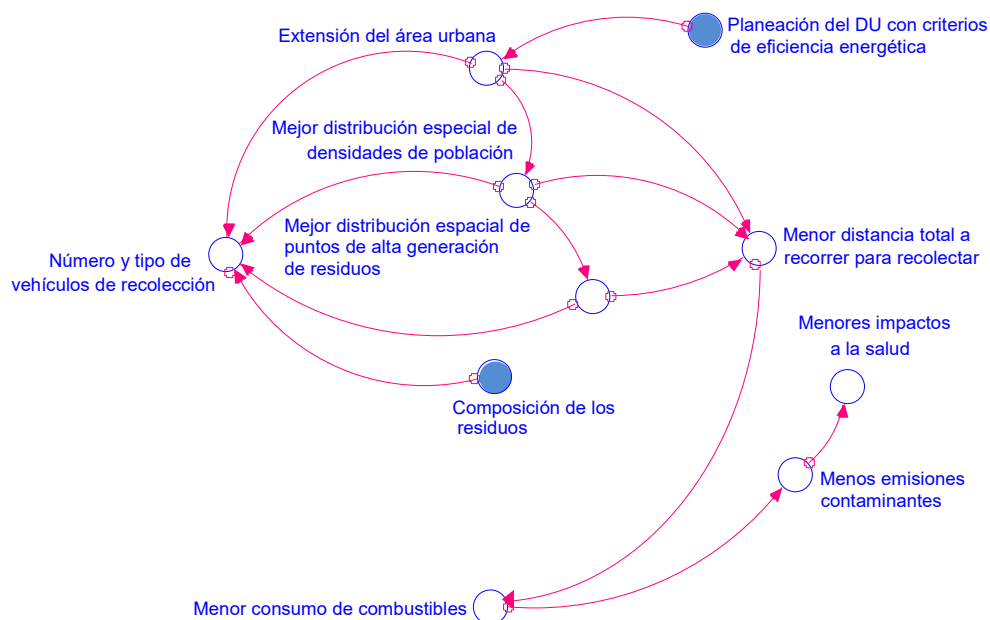 Planeación del DU con criterios
de eficiencia energética
Extensión del área urbana
Mejor distribución especial de
densidades de población
Mejor distribución espacial de
puntos de alta generación
de residuos
Número y tipo de
vehículos de recolección
Menor distancia total a
recorrer para recolectar
Menores impactos
a la salud
Composición de los
residuos
Menos emisiones
contaminantes
Menor consumo de combustibles